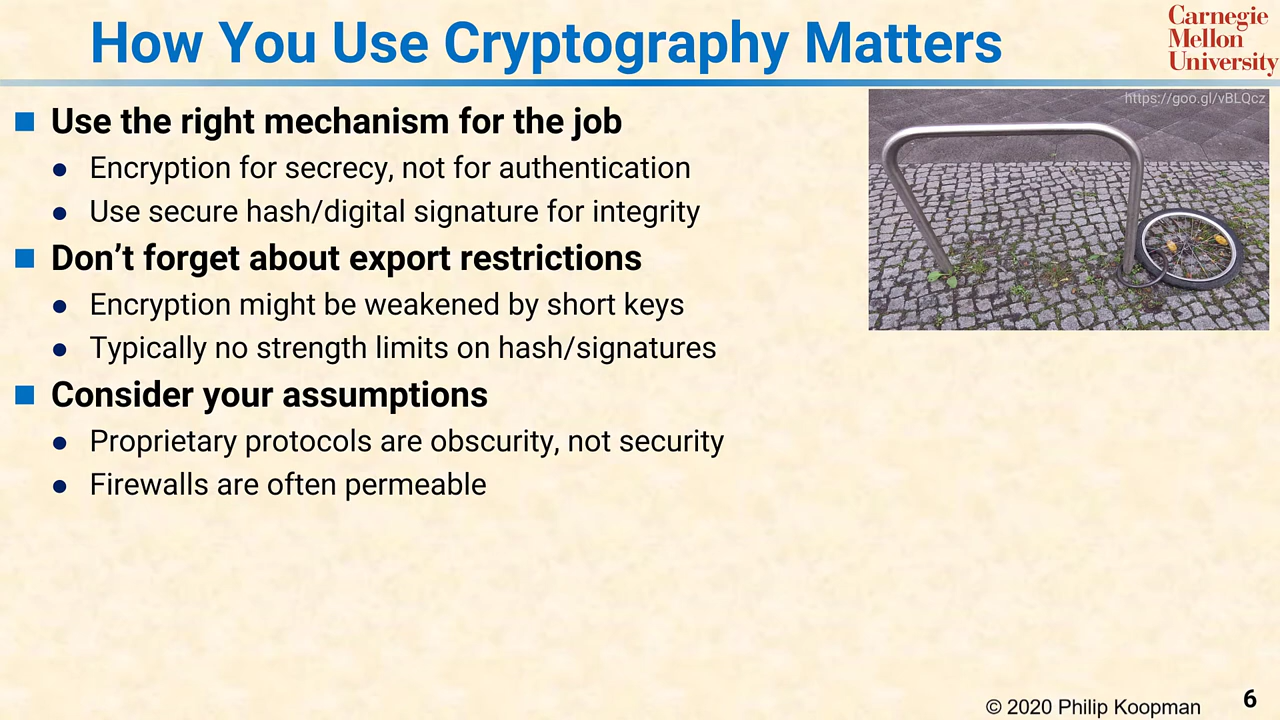 How You Use Cryptography Matters
Carnegie
Mellon
University
https://goo.gl/vBLQcz
Use the right mechanism for the job
Encryption for secrecy, not for authentication
Use secure hash/digital signature for integrity
Don’t forget about export restrictions
Encryption might be weakened by short keys
Typically no strength limits on hash/signatures
Consider your assumptions
Proprietary protocols are obscurity, not security
Firewalls are often permeable
© 2020 Philip Koopman
6